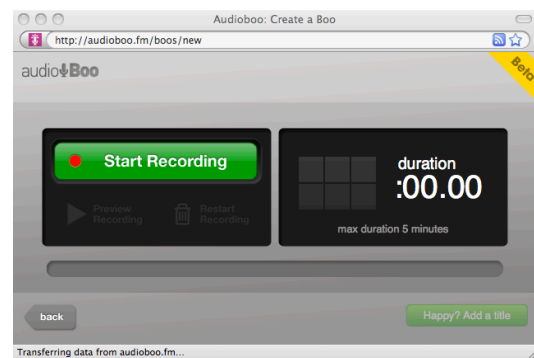 Audioboo: Create a Boo
http://audioboo.fm/boos/new
audioBoo
Beta
Start Recording
Preview
Recording
Restart
Recording
duration
:00.00
max duration 5 minutes
back
Happy? Add a title
Transferring data from audioboo.fm...